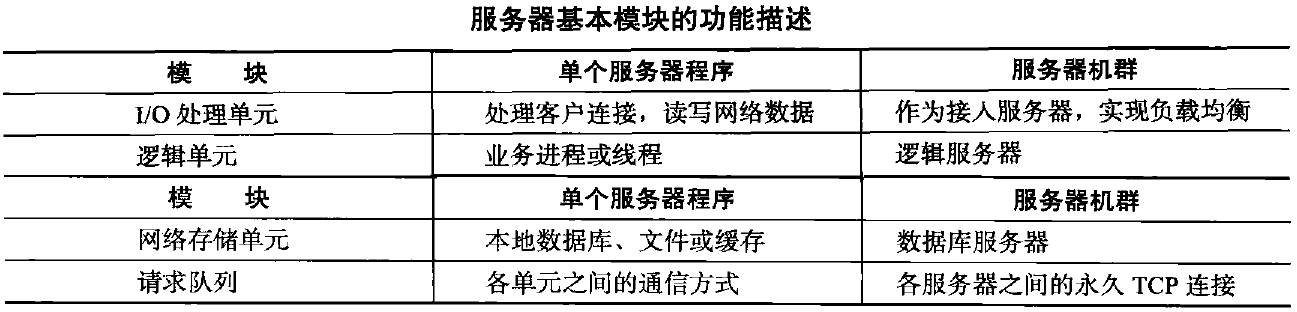 服务器基本模块的功能描述
模 块 单个服务器程序 服务器机群
I/O 处理单元 处理客户连接，读写网络数据 作为接入服务器，实现负载均衡
逻辑单元 业务进程或线程 逻辑服务器
模 块 单个服务器程序 服务器机群
网络存储单元 本地数据库、文件或缓存 数据库服务器
请求队列 各单元之间的通信方式 各服务器之间的永久 TCP 连接